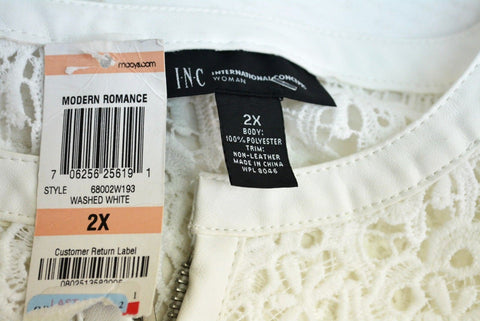 macys.com
MODERN ROMANCE
7 06256 25619 1
STYLE 68002W193
WASHED WHITE
2X
Customer Return Label
I·N·C INTERNATIONAL CONCEPTS
WOMAN
2X
BODY:
100% POLYESTER
TRIM:
NON-LEATHER
MADE IN CHINA
WPL 8046